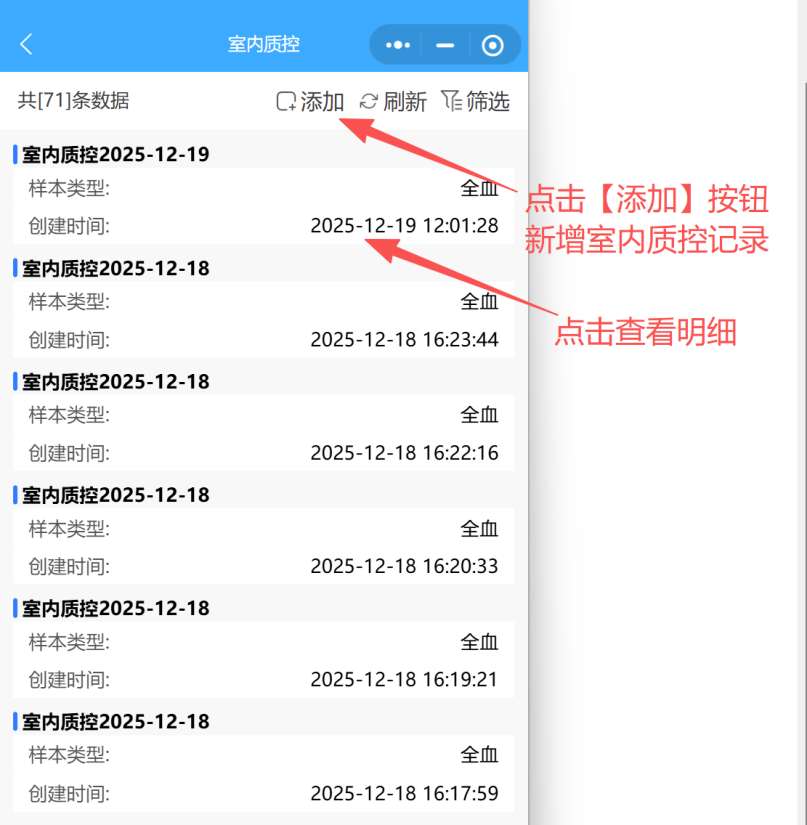 室内质控
共[71]条数据 添加 刷新 筛选
室内质控2025-12-19
样本类型: 全血
创建时间: 2025-12-19 12:01:28
点击【添加】按钮
新增室内质控记录
室内质控2025-12-18
样本类型: 全血
创建时间: 2025-12-18 16:23:44
点击查看明细
室内质控2025-12-18
样本类型: 全血
创建时间: 2025-12-18 16:22:16
室内质控2025-12-18
样本类型: 全血
创建时间: 2025-12-18 16:20:33
室内质控2025-12-18
样本类型: 全血
创建时间: 2025-12-18 16:19:21
室内质控2025-12-18
样本类型: 全血
创建时间: 2025-12-18 16:17:59